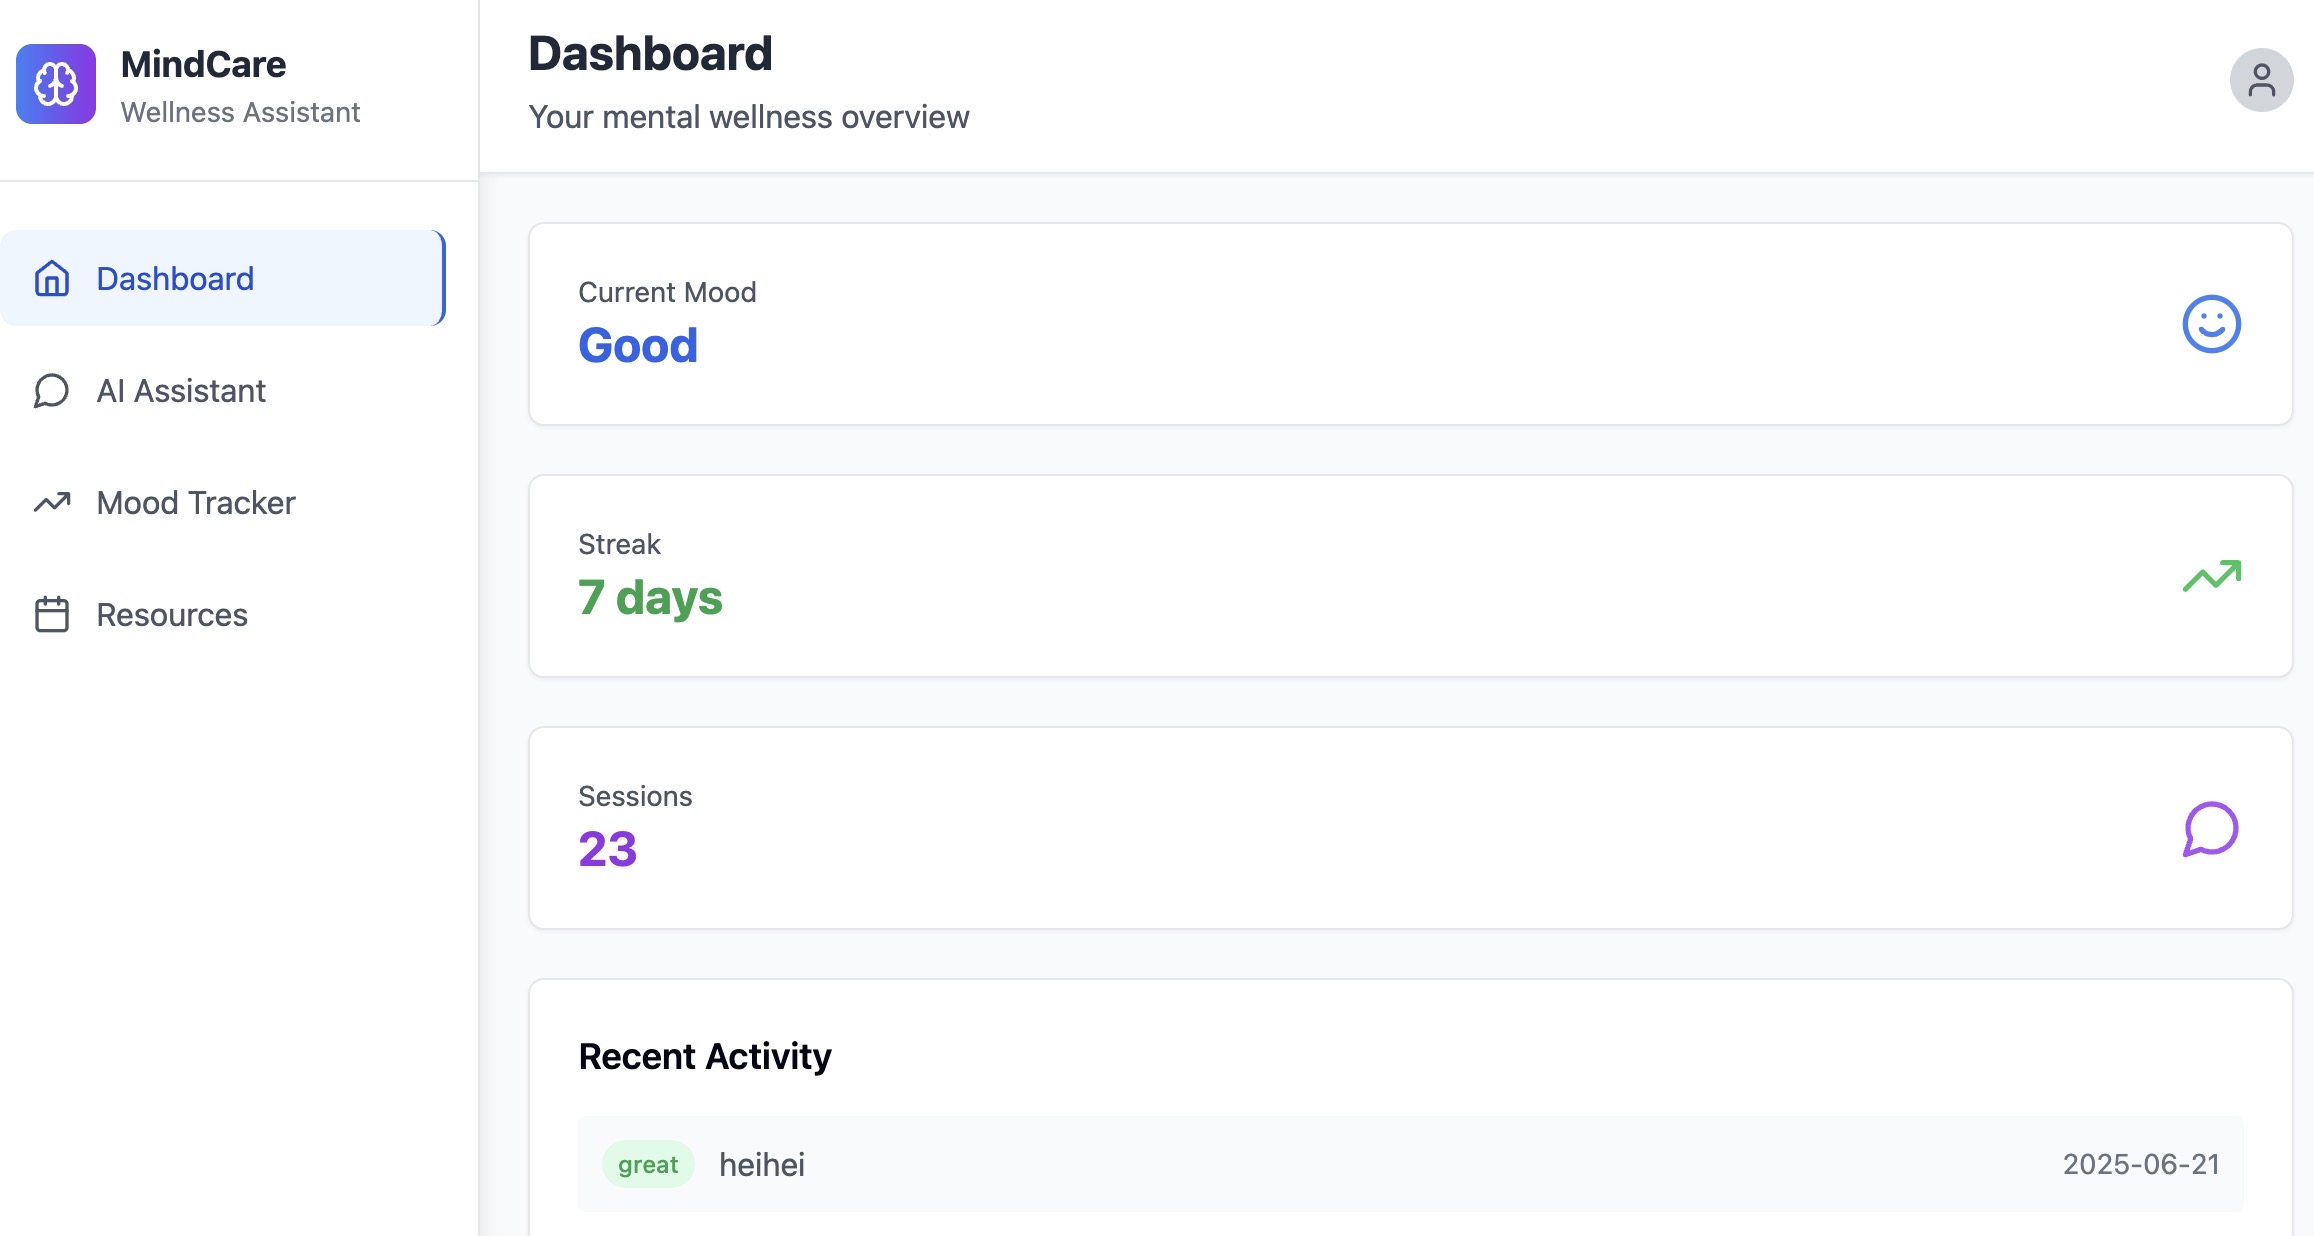 MindCare
Wellness Assistant
Dashboard
AI Assistant
Mood Tracker
Resources
Dashboard
Your mental wellness overview
Current Mood
Good
Streak
7 days
Sessions
23
Recent Activity
great heihei 2025-06-21